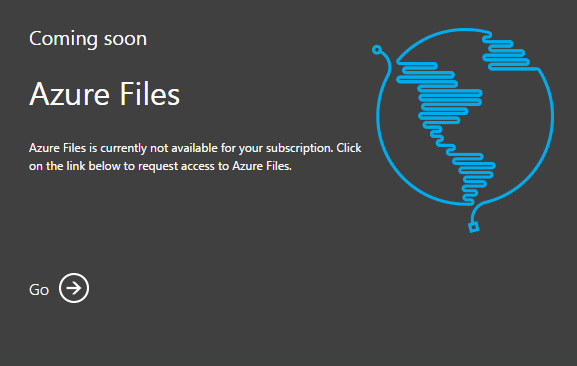 Coming soon
Azure Files
Azure Files is currently not available for your subscription. Click
on the link below to request access to Azure Files.
Go